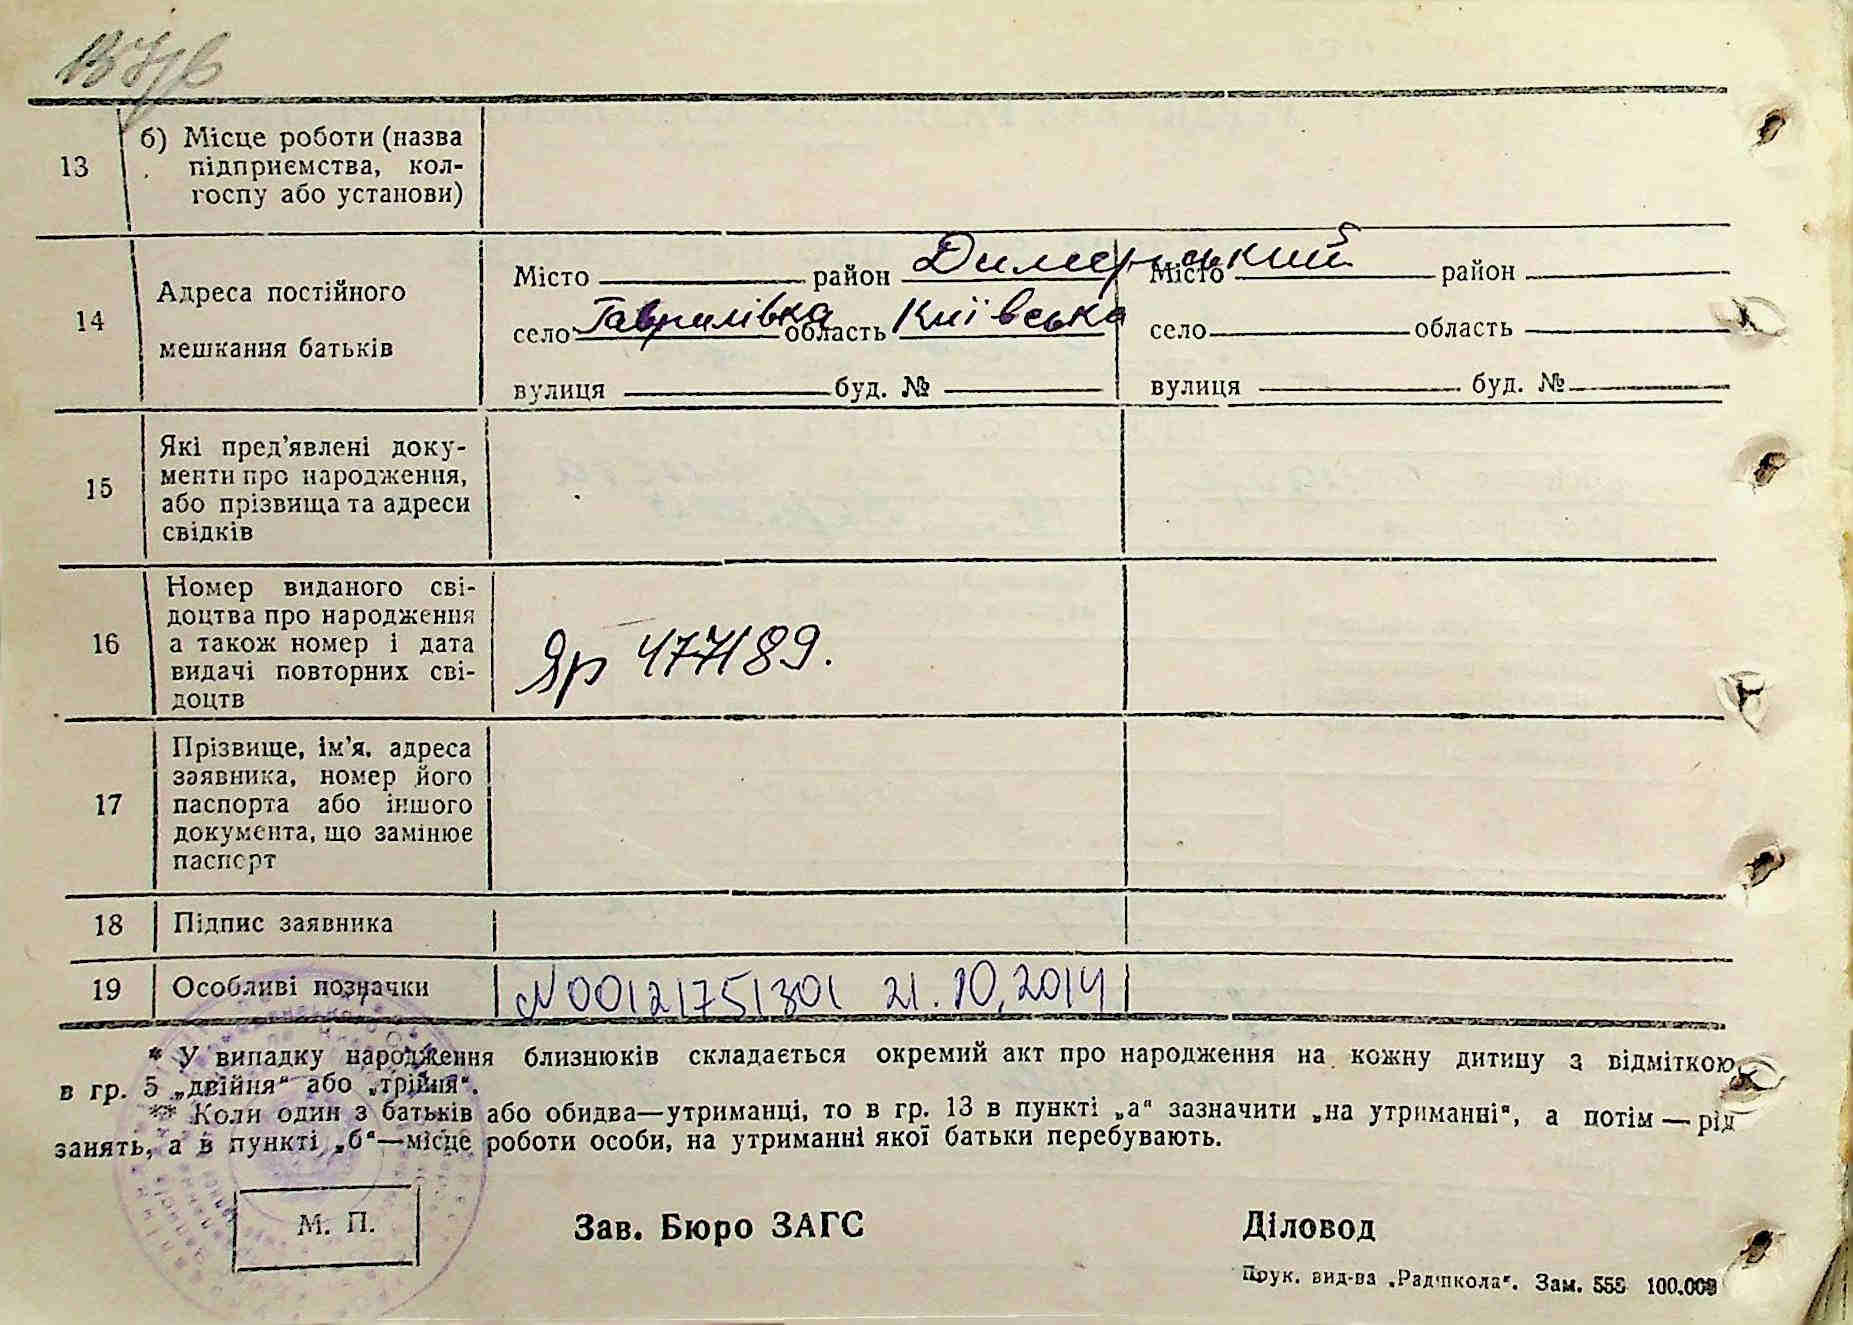 13 б) Місце роботи (назва
підприємства, кол-
госпу або установи)
14 Адреса постійного
мешкання батьків
Місто район Димерський Місто район
село Гаврилівка область Київська село область
вулиця буд. № вулиця буд. №
15 Які пред'явлені доку-
менти про народження,
або прізвища та адреси
свідків
16 Номер виданого сві-
доцтва про народження
а також номер і дата
видачі повторних сві-
доцтв
Яр 477189.
17 Прізвище, ім'я, адреса
заявника, номер його
паспорта або іншого
документа, що замінює
паспорт
18 Підпис заявника
19 Особливі позначки N00121751301 21.10.2014
* У випадку народження близнюків складається окремий акт про народження на кожну дитину з відміткою
в гр. 5 „двійня" або „трійня".
** Коли один з батьків або обидва—утриманці, то в гр. 13 в пункті „а" зазначити „на утриманні", а потім — рід
занять, а в пункті „б"—місце роботи особи, на утриманні якої батьки перебувають.
М. П. Зав. Бюро ЗАГС Діловод
Друк. вид-ва „Радшкола". Зам. 558 100.000